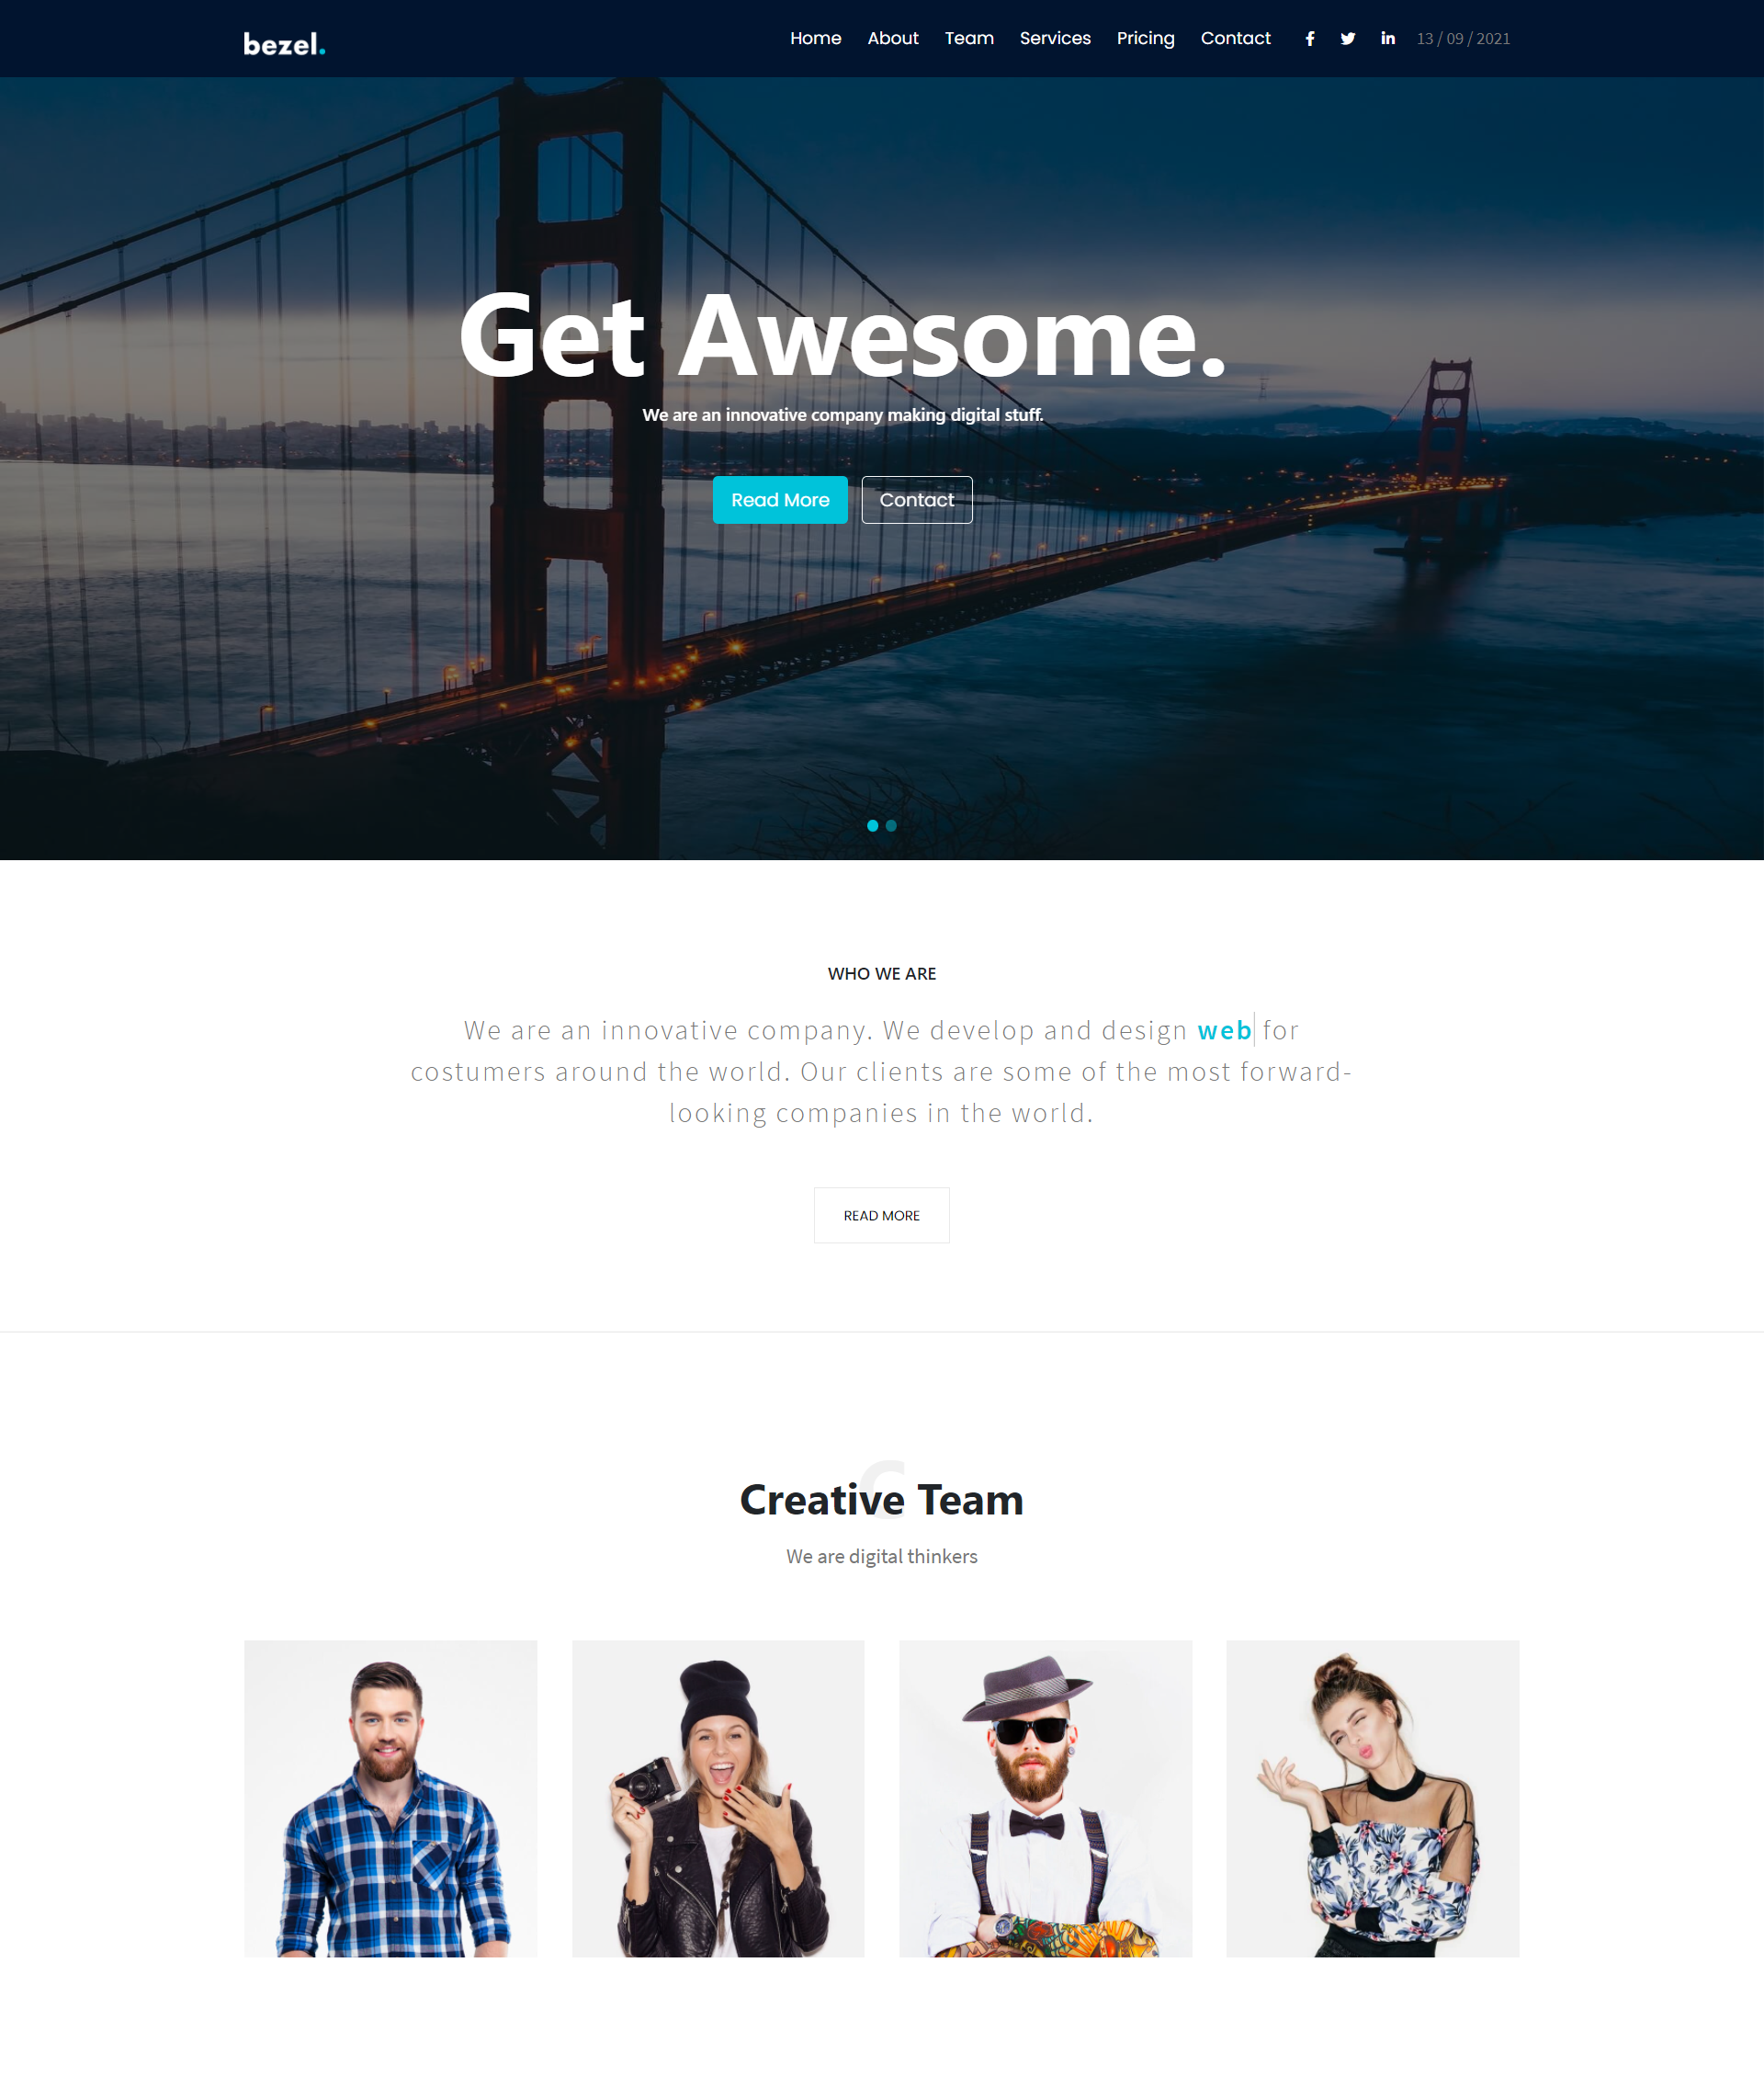 bezel.
Home About Team Services Pricing Contact 13 / 09 / 2021
Get Awesome.
We are an innovative company making digital stuff.
Read More Contact
WHO WE ARE
We are an innovative company. We develop and design web for
costumers around the world. Our clients are some of the most forward-
looking companies in the world.
READ MORE
C
Creative Team
We are digital thinkers